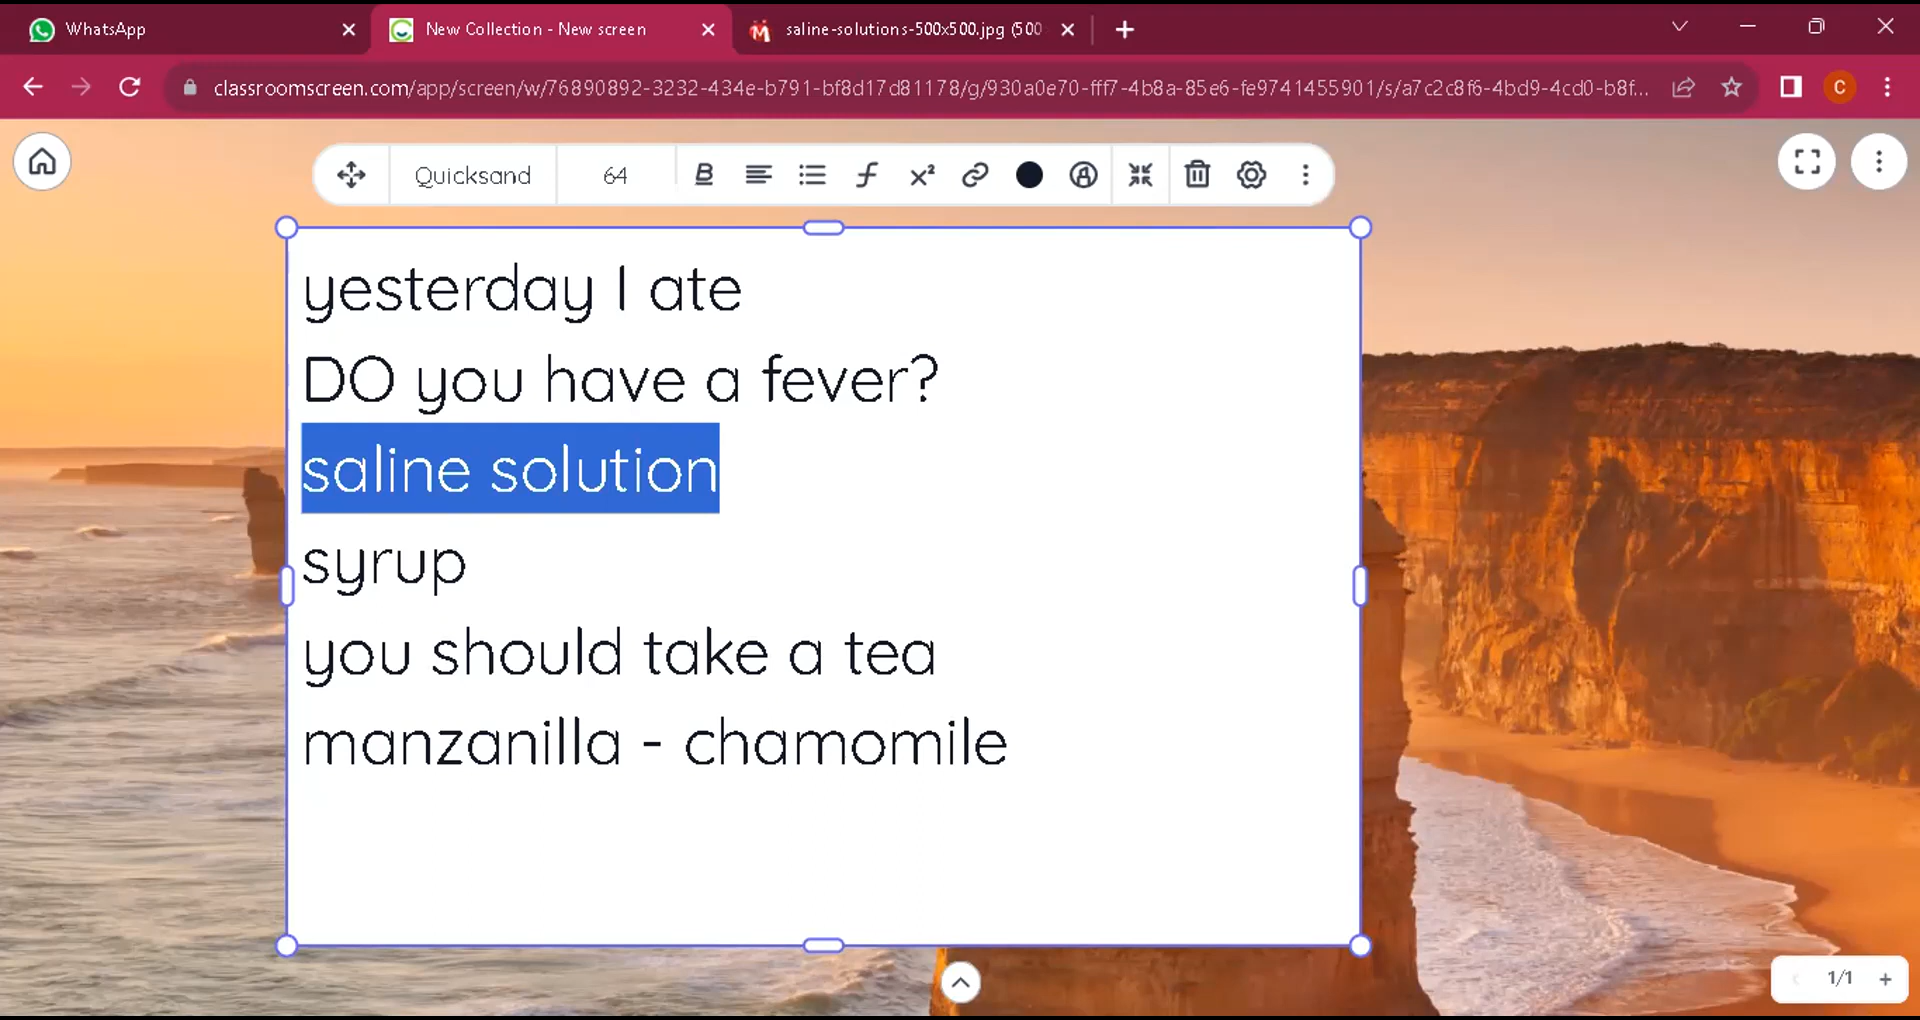 WhatsApp
New Collection - New screen
saline-solutions-500x500.jpg (500
classroomscreen.com/app/screen/w/76890892-3232-434e-b791-bf8d17d81178/g/930a0e70-fff7-4b8a-85e6-fe9741455901/s/a7c2c8f6-4bd9-4cd0-b8f...
C
Quicksand
64
B
yesterday I ate
DO you have a fever?
saline solution
syrup
you should take a tea
manzanilla - chamomile
1/1